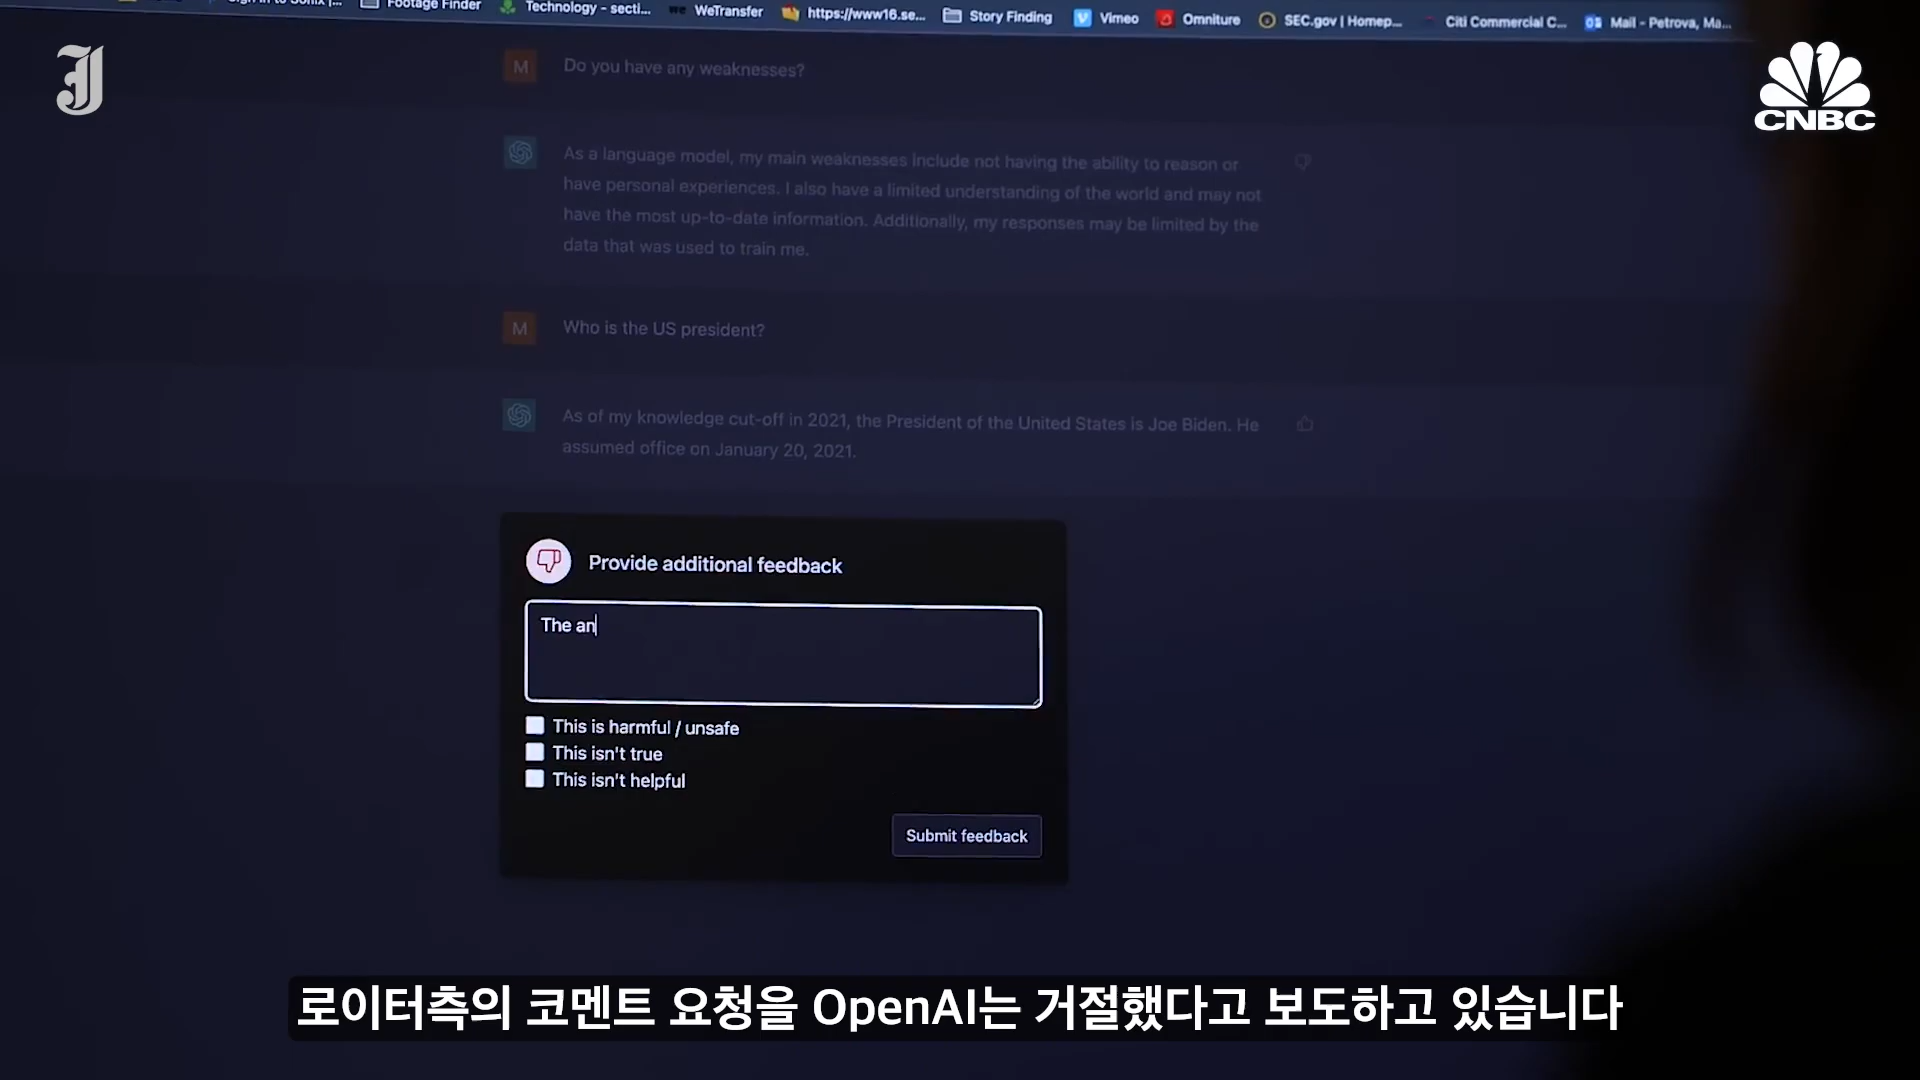 Footage Finder
Technology - secti...
WeTransfer
https://www16.se...
Story Finding
Vimeo
Omniture
SEC.gov | Homep...
Citi Commercial C...
Mail - Petrova, Ma...
J
CNBC
M
Do you have any weaknesses?
As a language model, my main weaknesses include not having the ability to reason or
have personal experiences. I also have a limited understanding of the world and may not
have the most up-to-date information. Additionally, my responses may be limited by the
data that was used to train me.
M
Who is the US president?
As of my knowledge cut-off in 2021, the President of the United States is Joe Biden. He
assumed office on January 20, 2021.
Provide additional feedback
The an
This is harmful / unsafe
This isn't true
This isn't helpful
Submit feedback
로이터측의 코멘트 요청을 OpenAI는 거절했다고 보도하고 있습니다